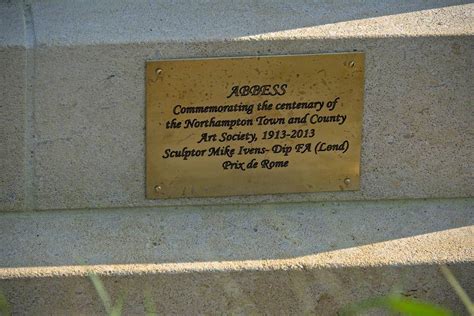 ABBESS
Commemorating the centenary of
the Northampton Town and County
Art Society, 1913-2013
Sculptor Mike Ivens- Dip FA (Lond)
Prix de Rome